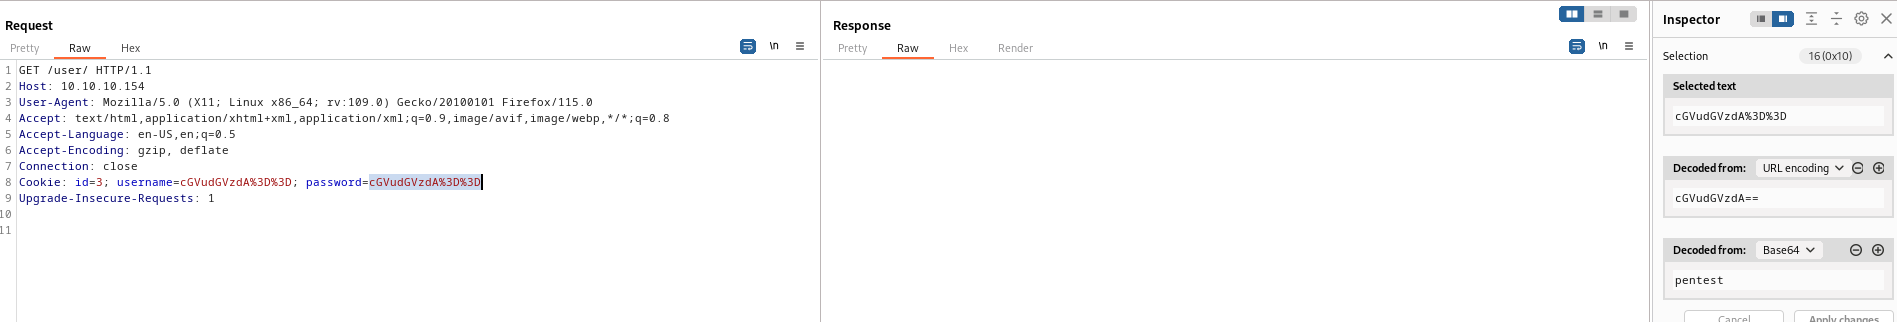 Request
Pretty Raw Hex
\n
1 GET /user/ HTTP/1.1
2 Host: 10.10.10.154
3 User-Agent: Mozilla/5.0 (X11; Linux x86_64; rv:109.0) Gecko/20100101 Firefox/115.0
4 Accept: text/html,application/xhtml+xml,application/xml;q=0.9,image/avif,image/webp,*/*;q=0.8
5 Accept-Language: en-US,en;q=0.5
6 Accept-Encoding: gzip, deflate
7 Connection: close
8 Cookie: id=3; username=cGVudGVzdA%3D%3D; password=cGVudGVzdA%3D%3D
9 Upgrade-Insecure-Requests: 1
10
11
Response
Pretty Raw Hex Render
\n
Inspector
Selection 16 (0x10)
Selected text
cGVudGVzdA%3D%3D
Decoded from: URL encoding
cGVudGVzdA==
Decoded from: Base64
pentest
Cancel Apply changes